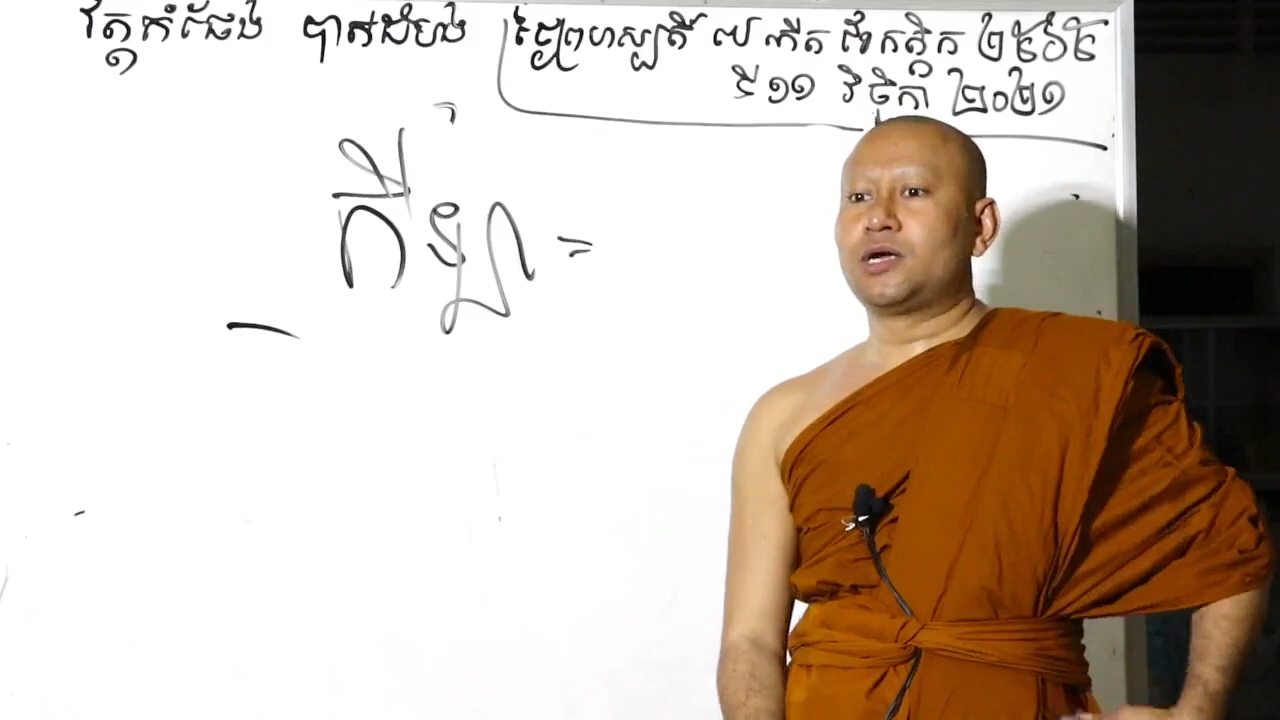 វត្តកំផែង បាត់ដំបង ថ្ងៃព្រហស្បតិ៍ ៧ កើត ខែកត្តិក ២៥៦៥
ទី ១១ វិច្ឆិកា ២០២១
កីឡា =